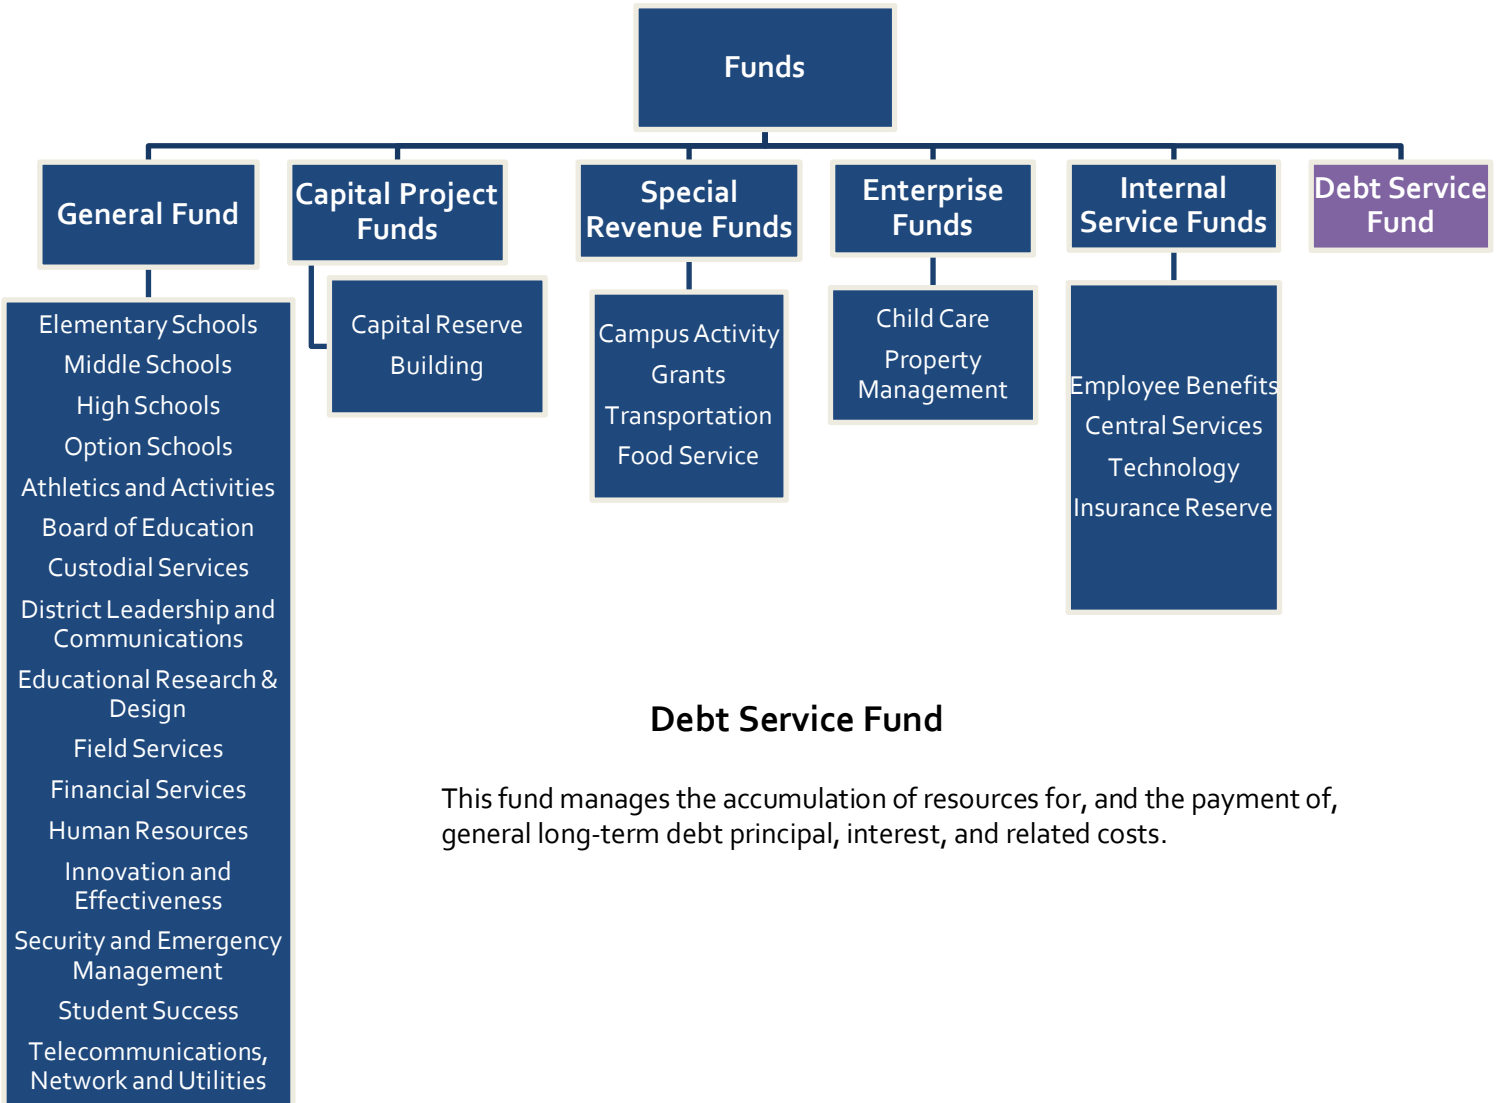 Funds
General Fund
Capital Project
Funds
Special
Revenue Funds
Enterprise
Funds
Internal
Service Funds
Debt Service
Fund
Elementary Schools
Middle Schools
High Schools
Option Schools
Athletics and Activities
Board of Education
Custodial Services
District Leadership and
Communications
Educational Research &
Design
Field Services
Financial Services
Human Resources
Innovation and
Effectiveness
Security and Emergency
Management
Student Success
Telecommunications,
Network and Utilities
Capital Reserve
Building
Campus Activity
Grants
Transportation
Food Service
Child Care
Property
Management
Employee Benefits
Central Services
Technology
Insurance Reserve
Debt Service Fund
This fund manages the accumulation of resources for, and the payment of,
general long-term debt principal, interest, and related costs.